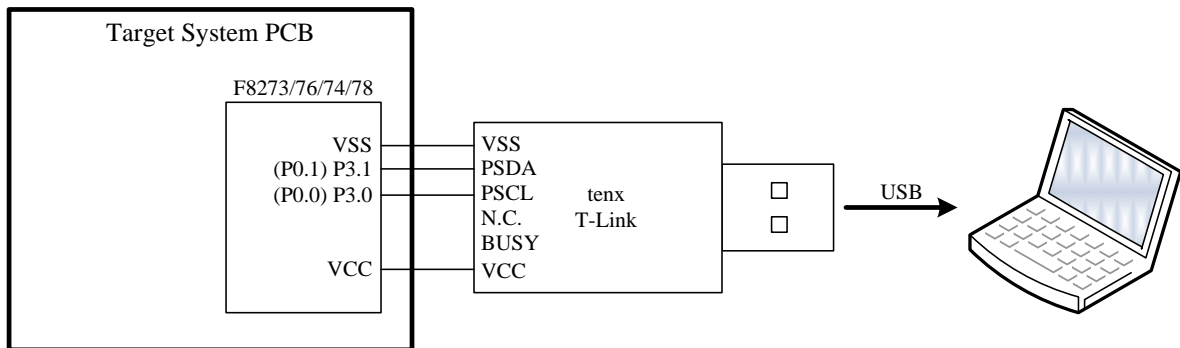 Target System PCB
F8273/76/74/78
VSS
(P0.1) P3.1
(P0.0) P3.0
VCC
VSS
PSDA
PSCL
N.C.
BUSY
VCC
tenx
T-Link
USB